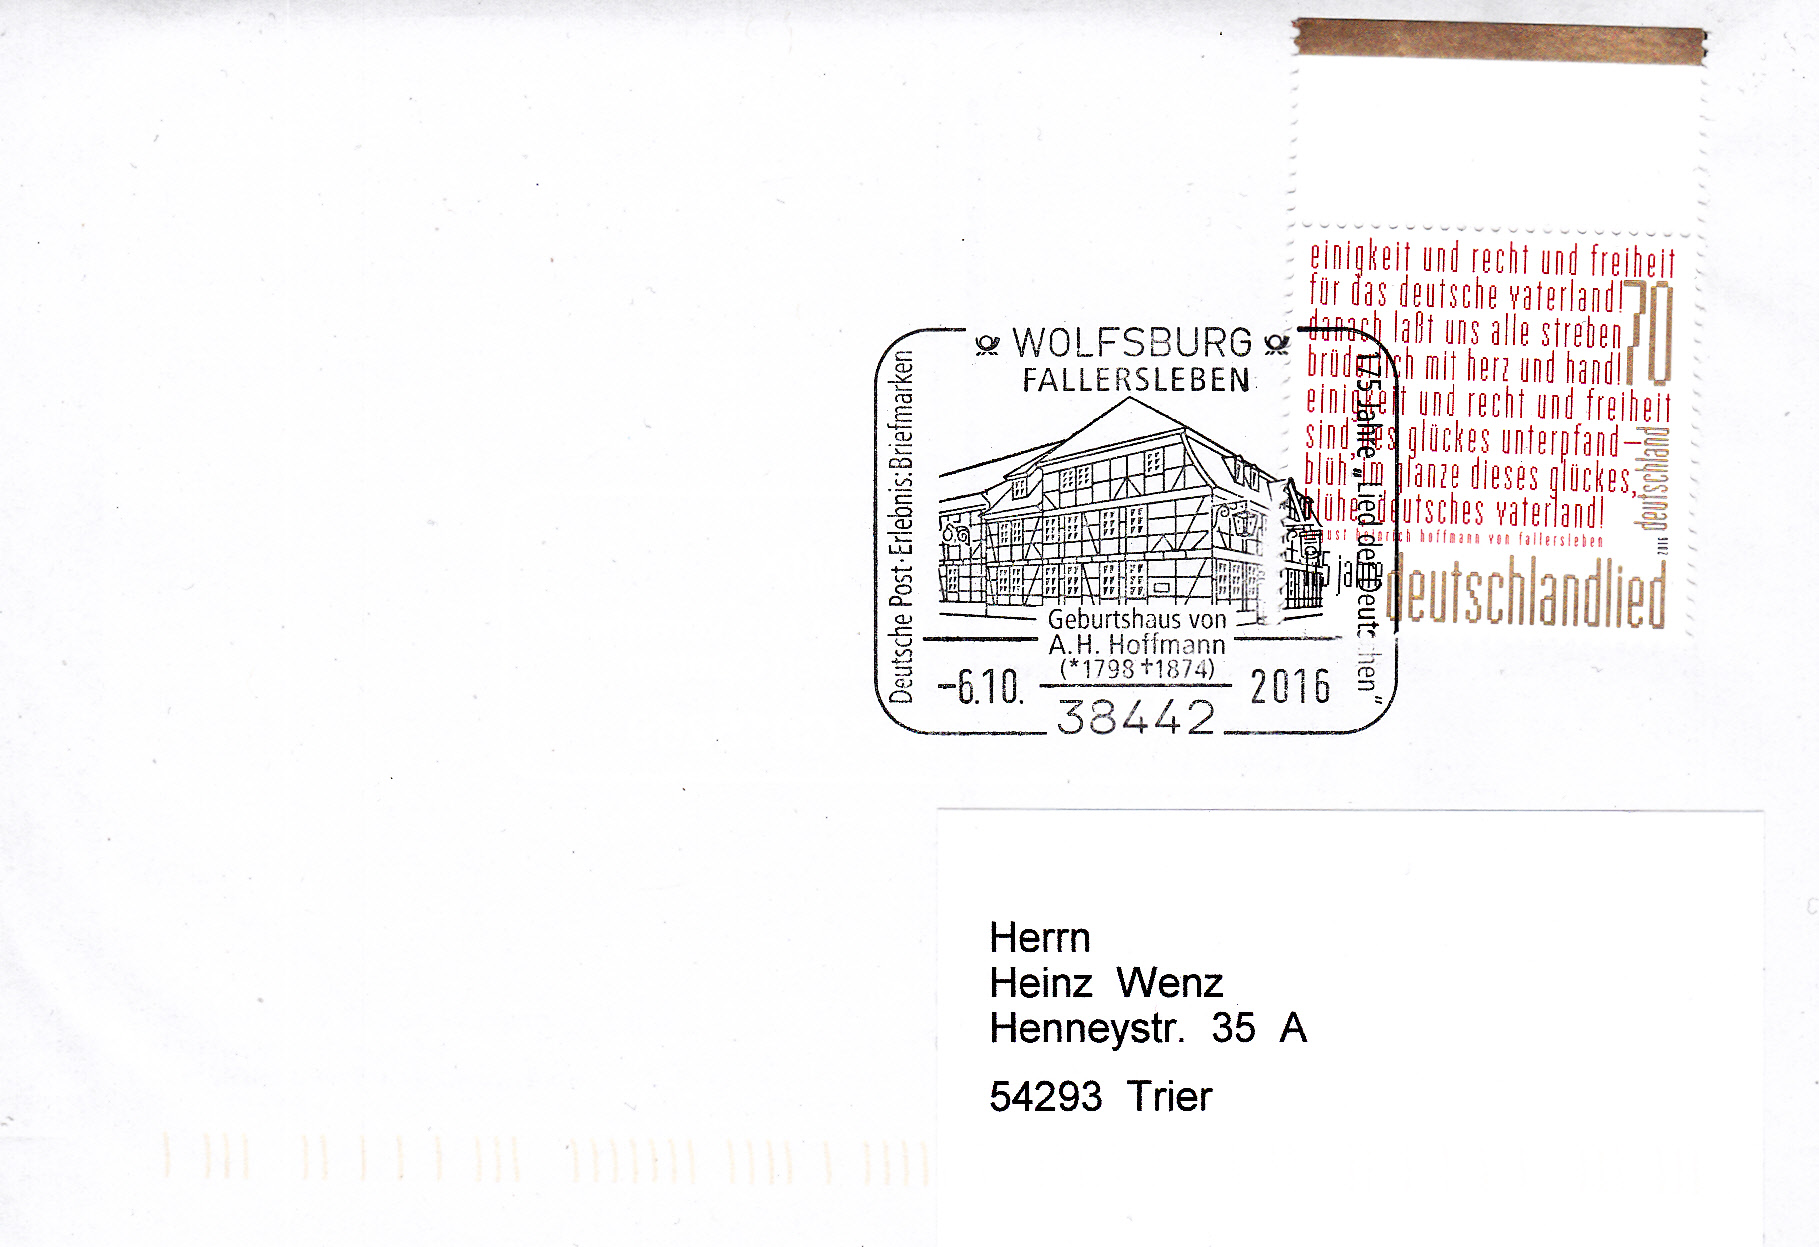 einigkeit und recht und freiheit
für das deutsche vaterland!
danach laßt uns alle streben
brüderlich mit herz und hand!
einigkeit und recht und freiheit
sind des glückes unterpfand–
blüh im glanze dieses glückes,
blühe, deutsches vaterland!
august heinrich hoffmann von fallersleben
70
deutschland
2016
175 jahre
deutschlandlied
WOLFSBURG
FALLERSLEBEN
Deutsche Post · Erlebnis: Briefmarken
175 Jahre „Lied der Deutschen"
Geburtshaus von
A.H. Hoffmann
(*1798 †1874)
-6.10. 2016
38442
Herrn
Heinz Wenz
Henneystr. 35 A
54293 Trier